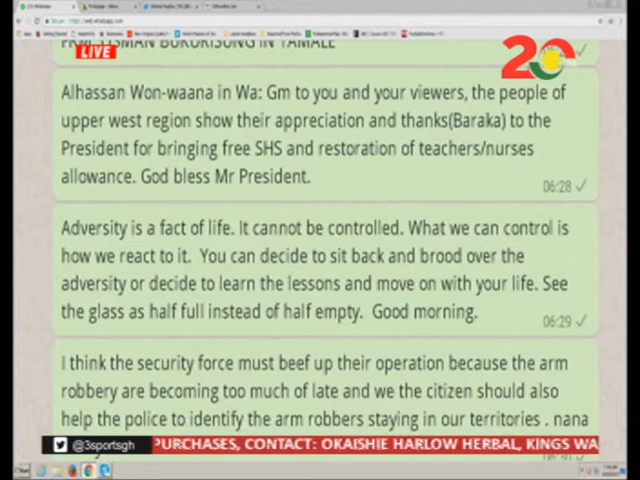 LIVE
IN TAMALE
20
Alhassan Won-waana in Wa: Gm to you and your viewers, the people of
upper west region show their appreciation and thanks(Baraka) to the
President for bringing free SHS and restoration of teachers/nurses
allowance. God bless Mr President.
06:28
Adversity is a fact of life. It cannot be controlled. What we can control is
how we react to it. You can decide to sit back and brood over the
adversity or decide to learn the lessons and move on with your life. See
the glass as half full instead of half empty. Good morning.
06:29
I think the security force must beef up their operation because the arm
robbery are becoming too much of late and we the citizen should also
help the police to identify the arm robbers staying in our territories . nana
@3sportsgh
PURCHASES, CONTACT: OKAISHIE HARLOW HERBAL, KINGS WA